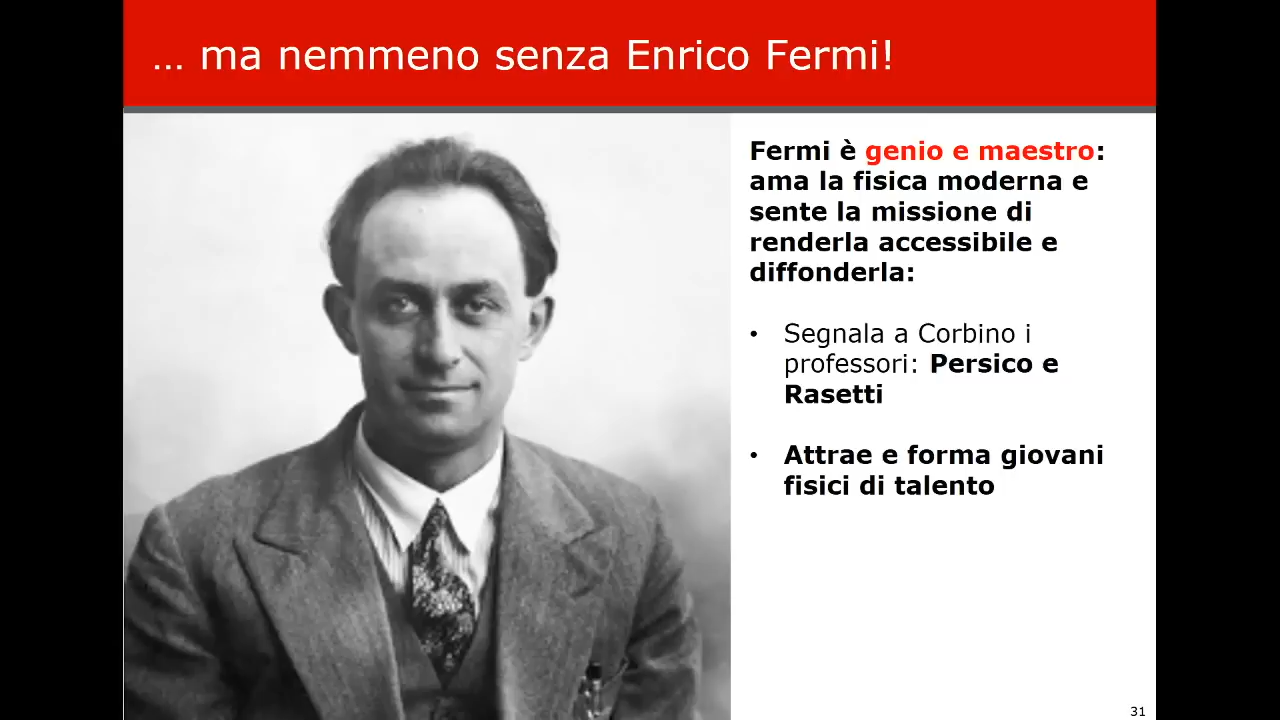 ... ma nemmeno senza Enrico Fermi!
Fermi è genio e maestro:
ama la fisica moderna e
sente la missione di
renderla accessibile e
diffonderla:
• Segnala a Corbino i
professori: Persico e
Rasetti
• Attrae e forma giovani
fisici di talento
31